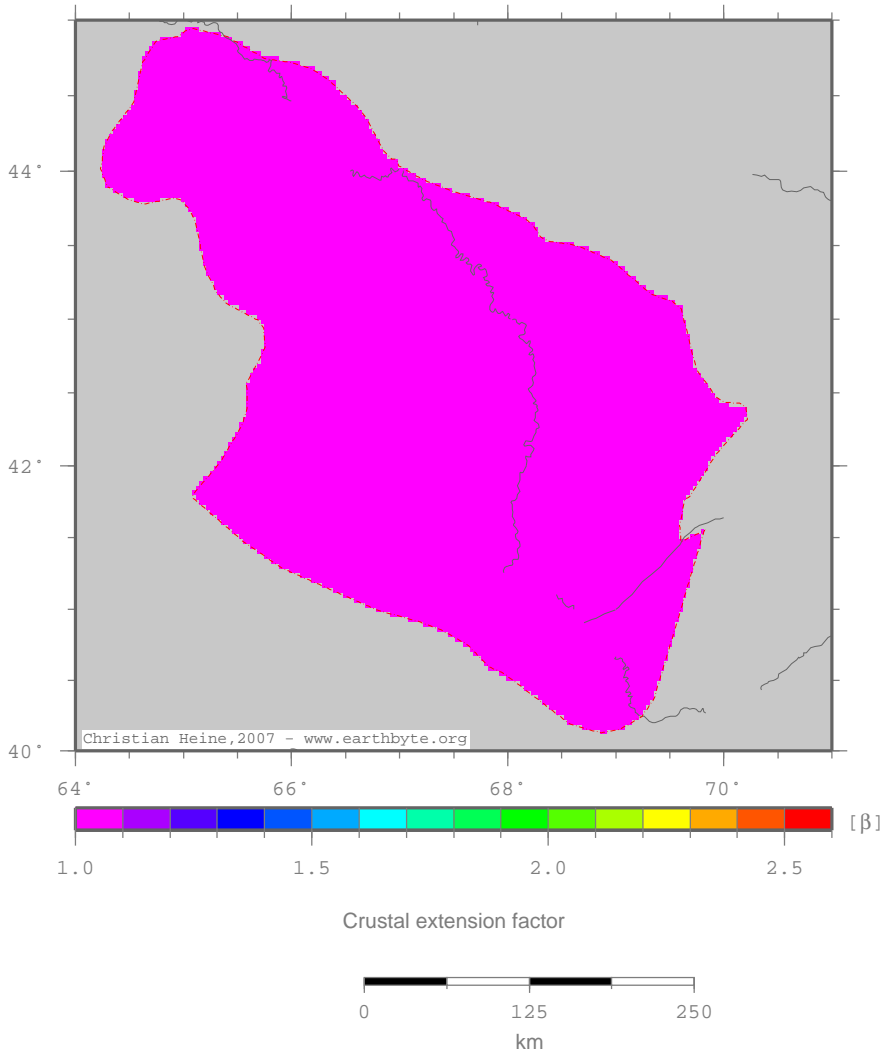 44°
42°
40°
Christian Heine,2007 - www.earthbyte.org
64° 66° 68° 70°
[β]
1.0 1.5 2.0 2.5
Crustal extension factor
0 125 250
km